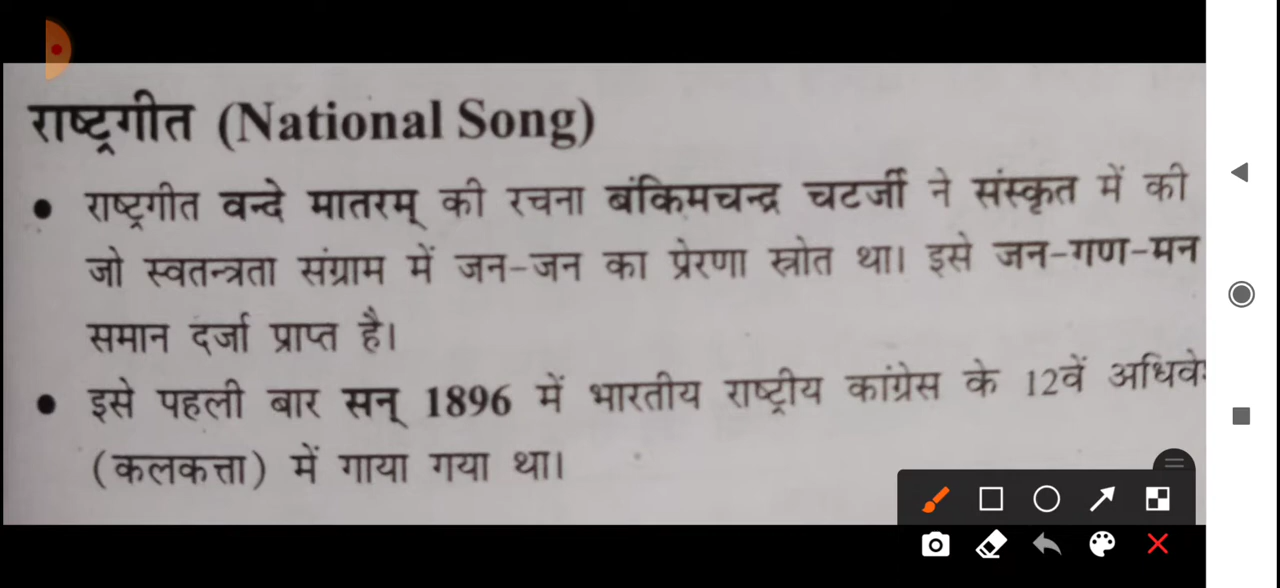 राष्ट्रगीत (National Song)
• राष्ट्रगीत वन्दे मातरम् की रचना बंकिमचन्द्र चटर्जी ने संस्कृत में की
जो स्वतन्त्रता संग्राम में जन-जन का प्रेरणा स्त्रोत था। इसे जन-गण-मन
समान दर्जा प्राप्त है।
• इसे पहली बार सन् 1896 में भारतीय राष्ट्रीय कांग्रेस के 12वें
(कलकत्ता) में गाया गया था।